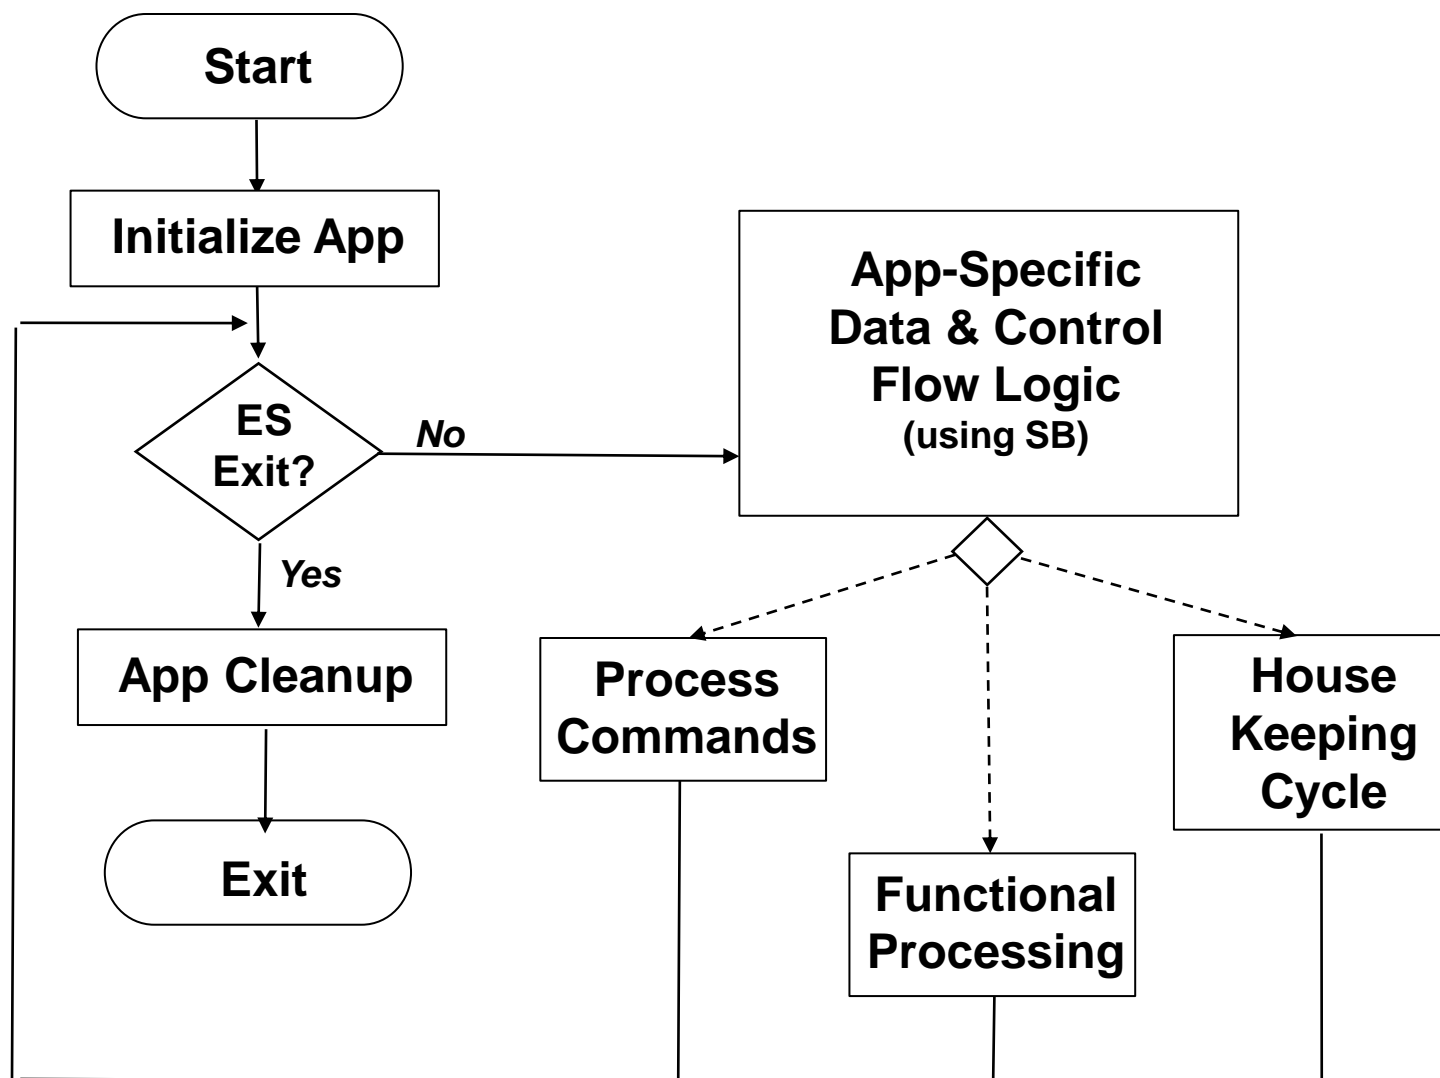 Start
Initialize App
ES
Exit?
No
Yes
App Cleanup
Exit
App-Specific
Data & Control
Flow Logic
(using SB)
Process
Commands
Functional
Processing
House
Keeping
Cycle